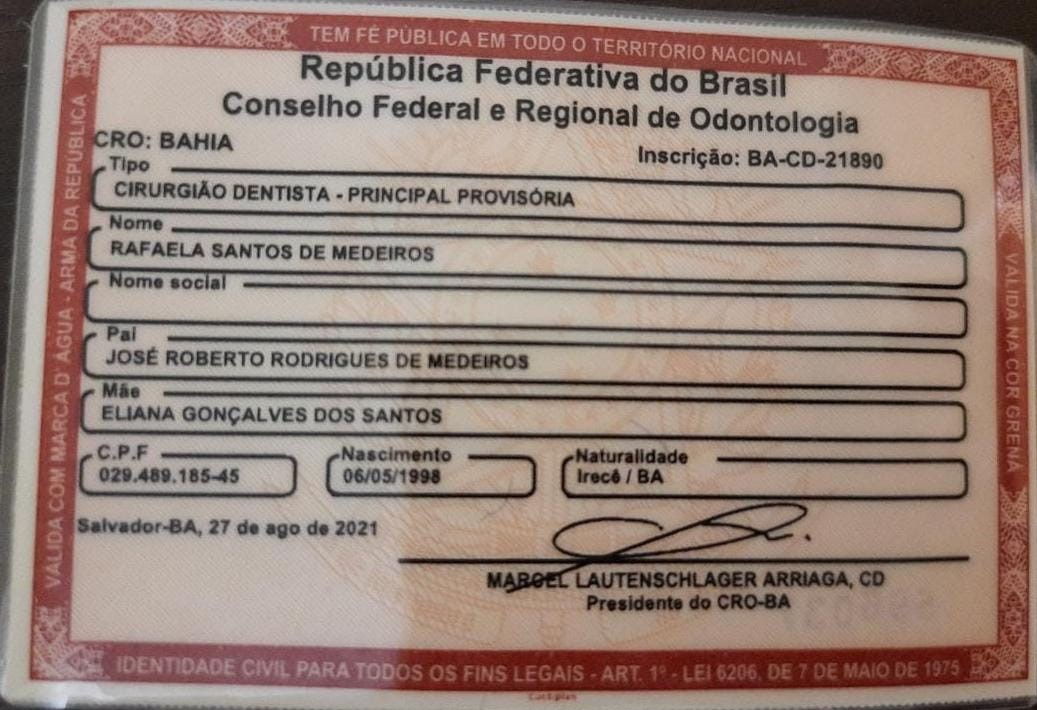 TEM FÉ PÚBLICA EM TODO O TERRITÓRIO NACIONAL
República Federativa do Brasil
Conselho Federal e Regional de Odontologia
CRO: BAHIA
Inscrição: BA-CD-21890
Tipo
CIRURGIÃO DENTISTA - PRINCIPAL PROVISÓRIA
Nome
RAFAELA SANTOS DE MEDEIROS
Nome social
Pai
JOSÉ ROBERTO RODRIGUES DE MEDEIROS
Mãe
ELIANA GONÇALVES DOS SANTOS
C.P.F
029.489.185-45
Nascimento
06/05/1998
Naturalidade
Irecê / BA
Salvador-BA, 27 de ago de 2021
MARCEL LAUTENSCHLAGER ARRIAGA, CD
Presidente do CRO-BA
IDENTIDADE CIVIL PARA TODOS OS FINS LEGAIS - ART. 1º - LEI 6206, DE 7 DE MAIO DE 1975
VÁLIDA COM MARCA D' ÁGUA - ARMA DA REPÚBLICA
VÁLIDA NA COR GRENÁ